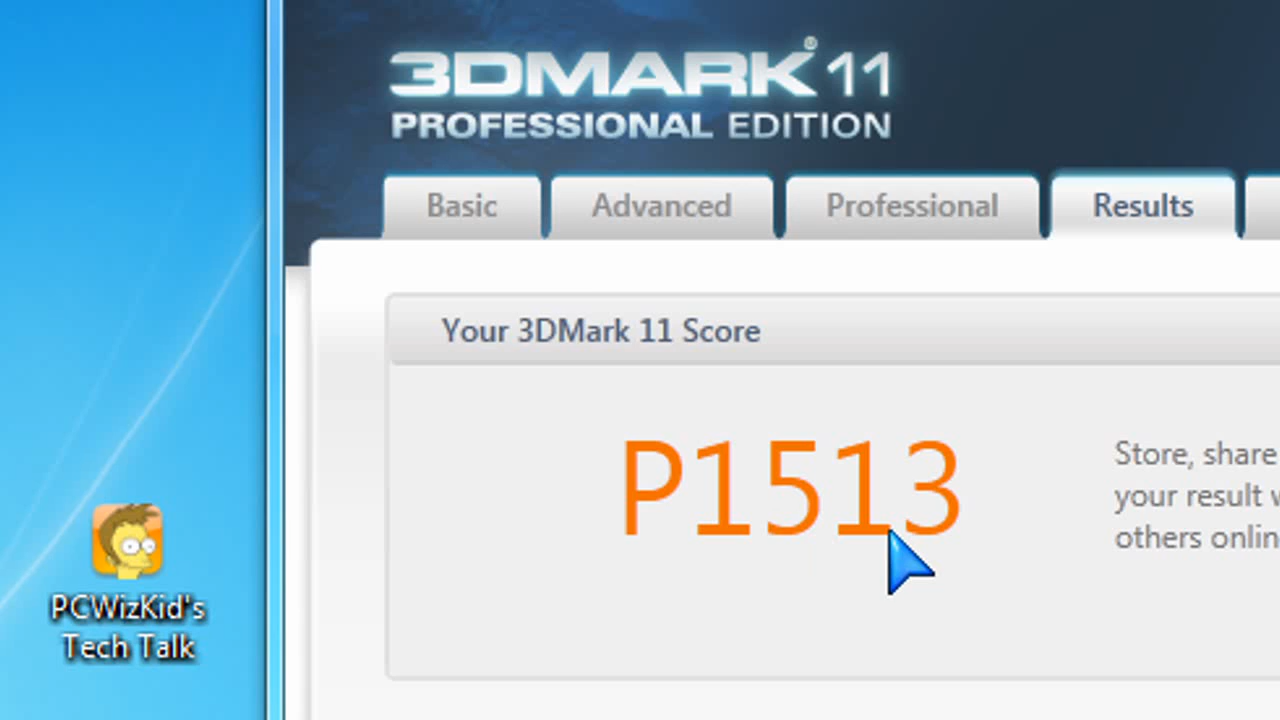 3DMARK® 11
PROFESSIONAL EDITION
Basic
Advanced
Professional
Results
Your 3DMark 11 Score
P1513
Store, share
your result w
others onlin
PCWizKid's
Tech Talk